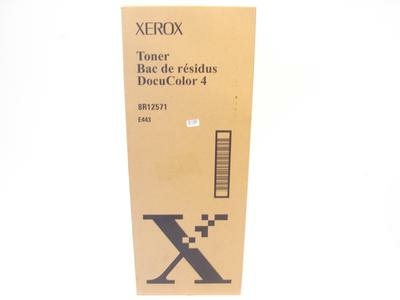 XEROX
Toner
Bac de résidus
DocuColor 4
8R12571
E443
X